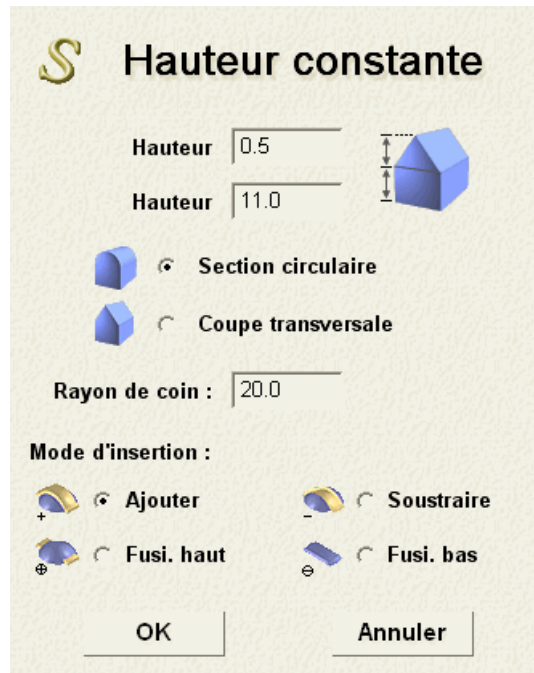 S Hauteur constante
Hauteur 0.5
Hauteur 11.0
Section circulaire
Coupe transversale
Rayon de coin : 20.0
Mode d'insertion :
Ajouter Soustraire
Fusi. haut Fusi. bas
OK Annuler